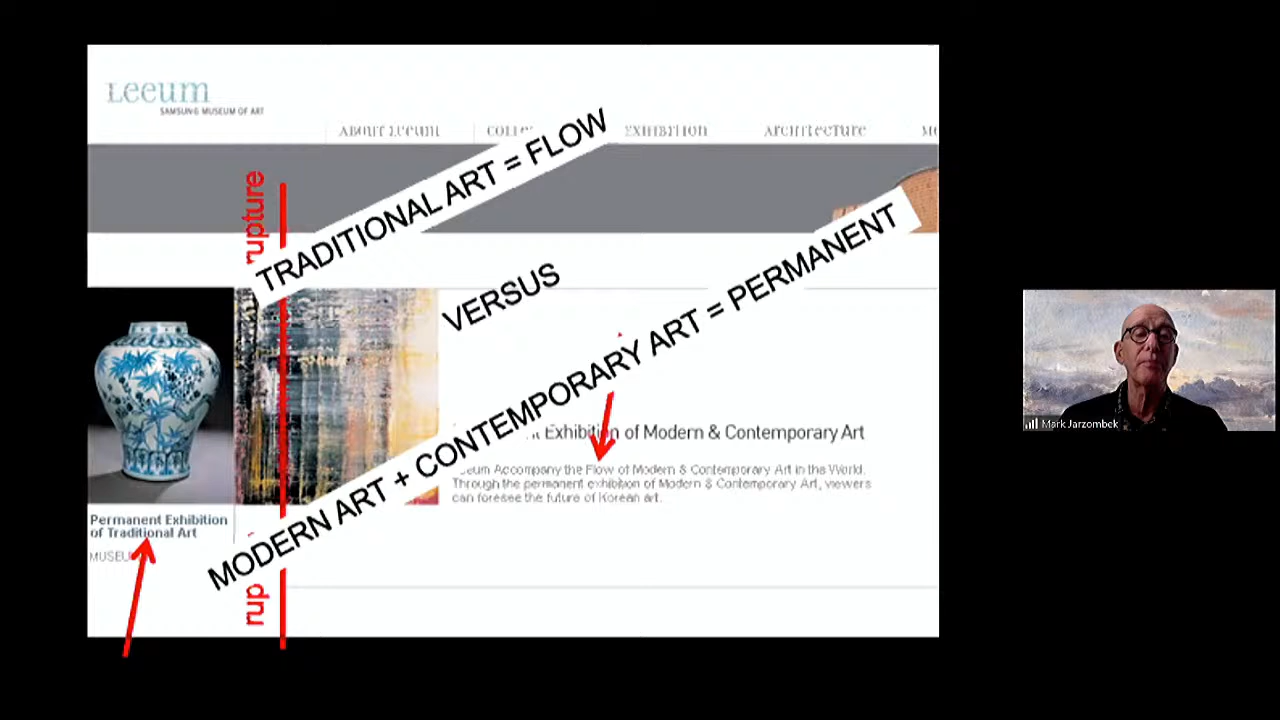 Leeum
SAMSUNG MUSEUM OF ART
ABOUT Leeum
EXHIBITION
ARCHITECTURE
rupture
TRADITIONAL ART = FLOW
VERSUS
MODERN ART + CONTEMPORARY ART = PERMANENT
Exhibition of Modern & Contemporary Art
Accompany the Flow of Modern & Contemporary Art in the World.
Through the permanent exhibition of Modern & Contemporary Art, viewers
can foresee the future of Korean art.
Permanent Exhibition
of Traditional Art
rup
Mark Jarzombek